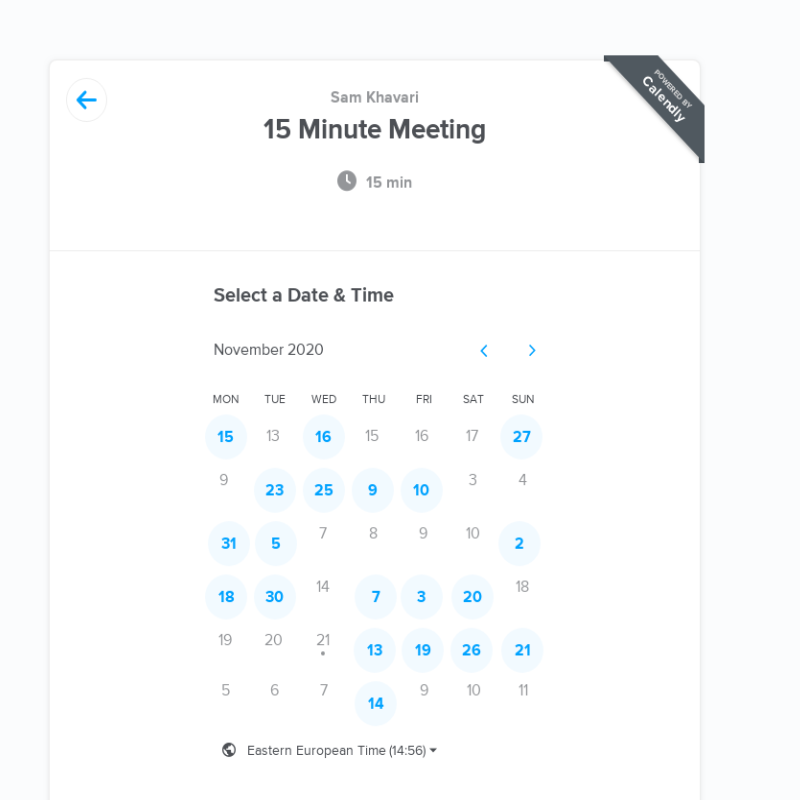 POWERED BY
Calendly
Sam Khavari
15 Minute Meeting
15 min
Select a Date & Time
November 2020
MON TUE WED THU FRI SAT SUN
15 13 16 15 16 17 27
9 23 25 9 10 3 4
31 5 7 8 9 10 2
18 30 14 7 3 20 18
19 20 21 13 19 26 21
5 6 7 14 9 10 11
Eastern European Time (14:56)